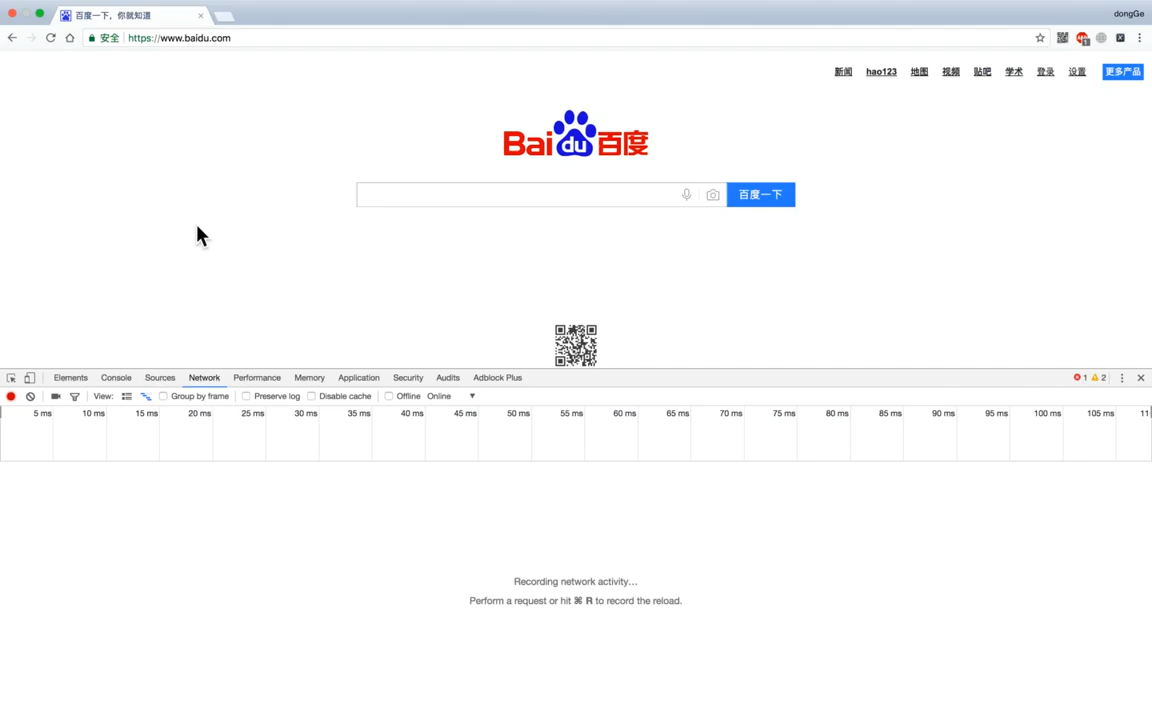 百度一下，你就知道
dongGe
安全 https://www.baidu.com
1
新闻 hao123 地图 视频 贴吧 学术 登录 设置 更多产品
Bai du 百度
百度一下
Elements Console Sources Network Performance Memory Application Security Audits Adblock Plus 1 2
View: Group by frame Preserve log Disable cache Offline Online
5 ms 10 ms 15 ms 20 ms 25 ms 30 ms 35 ms 40 ms 45 ms 50 ms 55 ms 60 ms 65 ms 70 ms 75 ms 80 ms 85 ms 90 ms 95 ms 100 ms 105 ms 11
Recording network activity…
Perform a request or hit ⌘ R to record the reload.